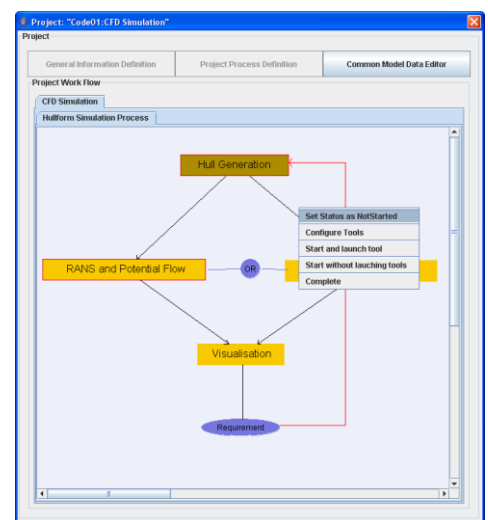 Project: "Code01:CFD Simulation"
Project
General Information Definition
Project Process Definition
Common Model Data Editor
Project Work Flow
CFD Simulation
Hullform Simulation Process
Hull Generation
Set Status as NotStarted
Configure Tools
Start and launch tool
Start without lauching tools
Complete
RANS and Potential Flow
OR
Visualisation
Requirement